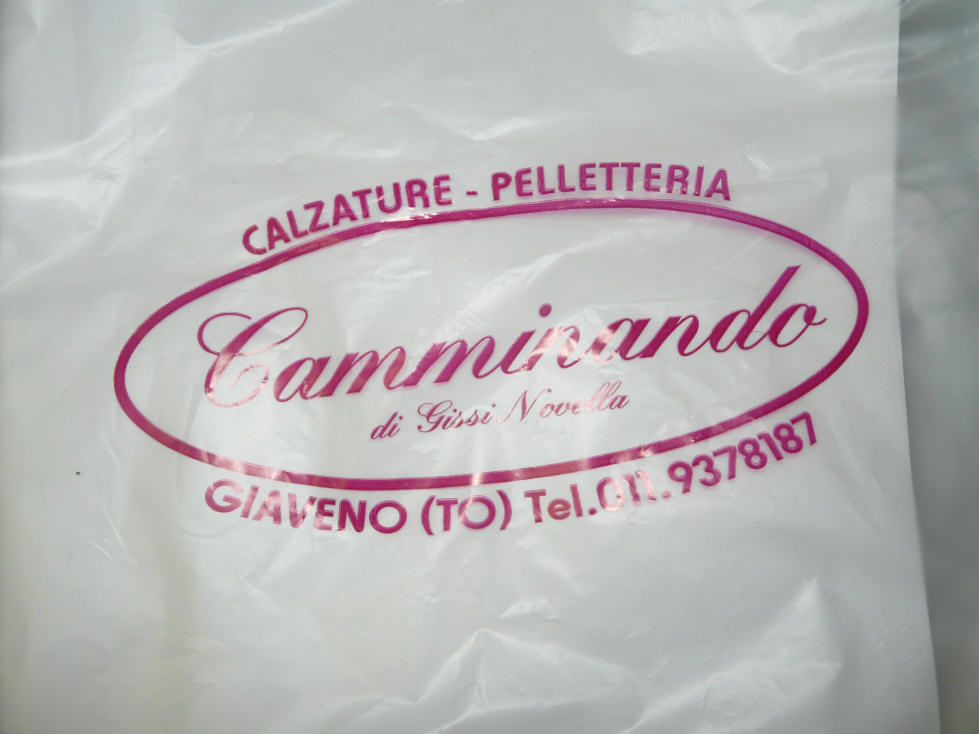 CALZATURE - PELLETTERIA
Camminando
di Gissi Novella
GIAVENO (TO) Tel.011.9378187